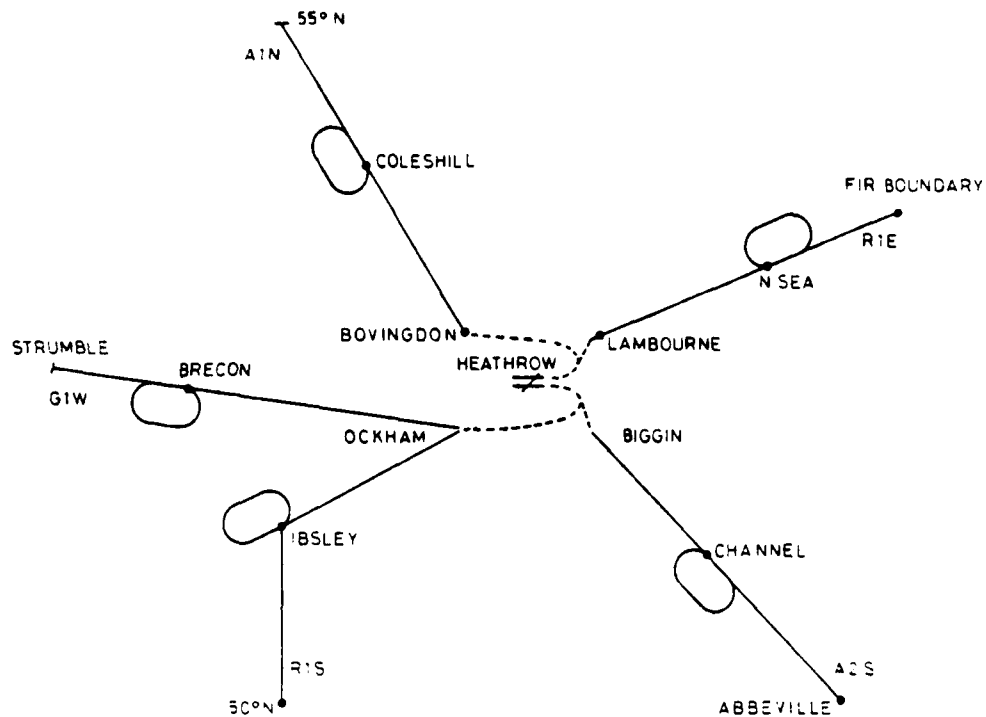 55°N
A1N
COLESHILL
FIR BOUNDARY
R1E
N SEA
BOVINGDON
LAMBOURNE
STRUMBLE
HEATHROW
BRECON
G1W
OCKHAM
BIGGIN
IBSLEY
CHANNEL
R1S
A2S
50°N
ABBEVILLE